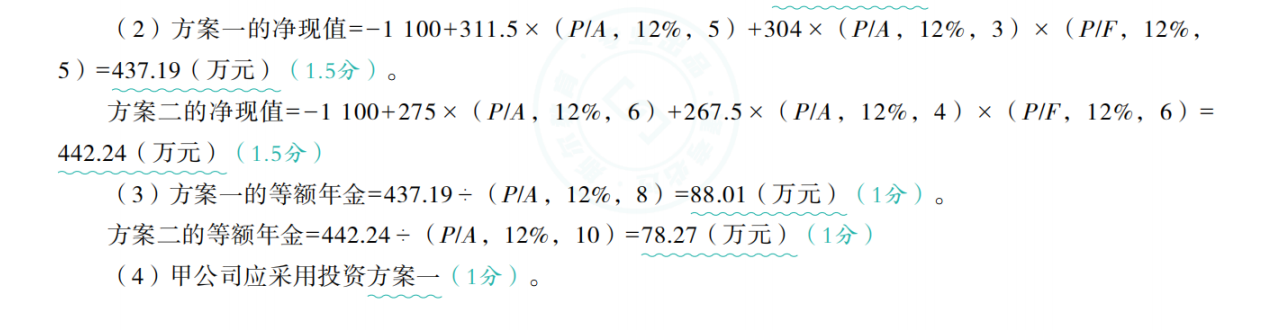 （2）方案一的净现值=-1 100+311.5×（P/A，12%，5）+304×（P/A，12%，3）×（P/F，12%，
5）=437.19（万元）（1.5分）。
方案二的净现值=-1 100+275×（P/A，12%，6）+267.5×（P/A，12%，4）×（P/F，12%，6）=
442.24（万元）（1.5分）
（3）方案一的等额年金=437.19÷（P/A，12%，8）=88.01（万元）（1分）。
方案二的等额年金=442.24÷（P/A，12%，10）=78.27（万元）（1分）
（4）甲公司应采用投资方案一（1分）。